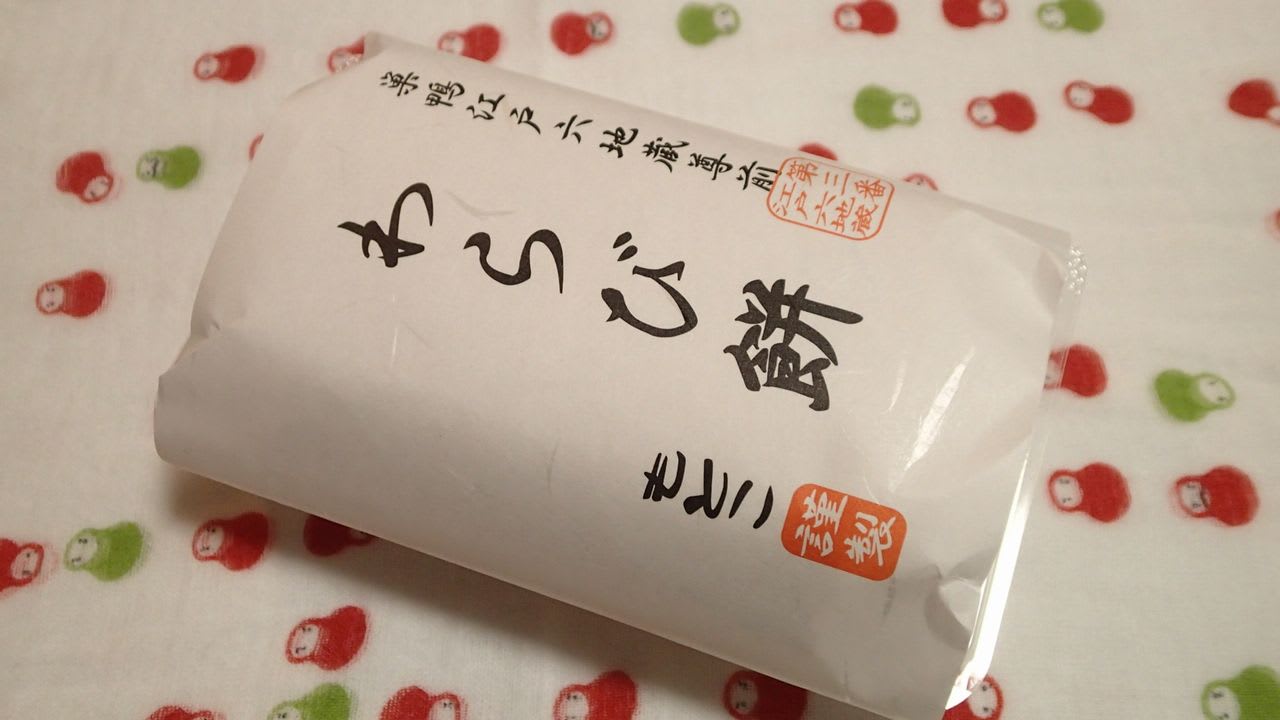 巣鴨江戸六地蔵尊前
第三番
江戸六地蔵
わらび餅
もとこ
謹製